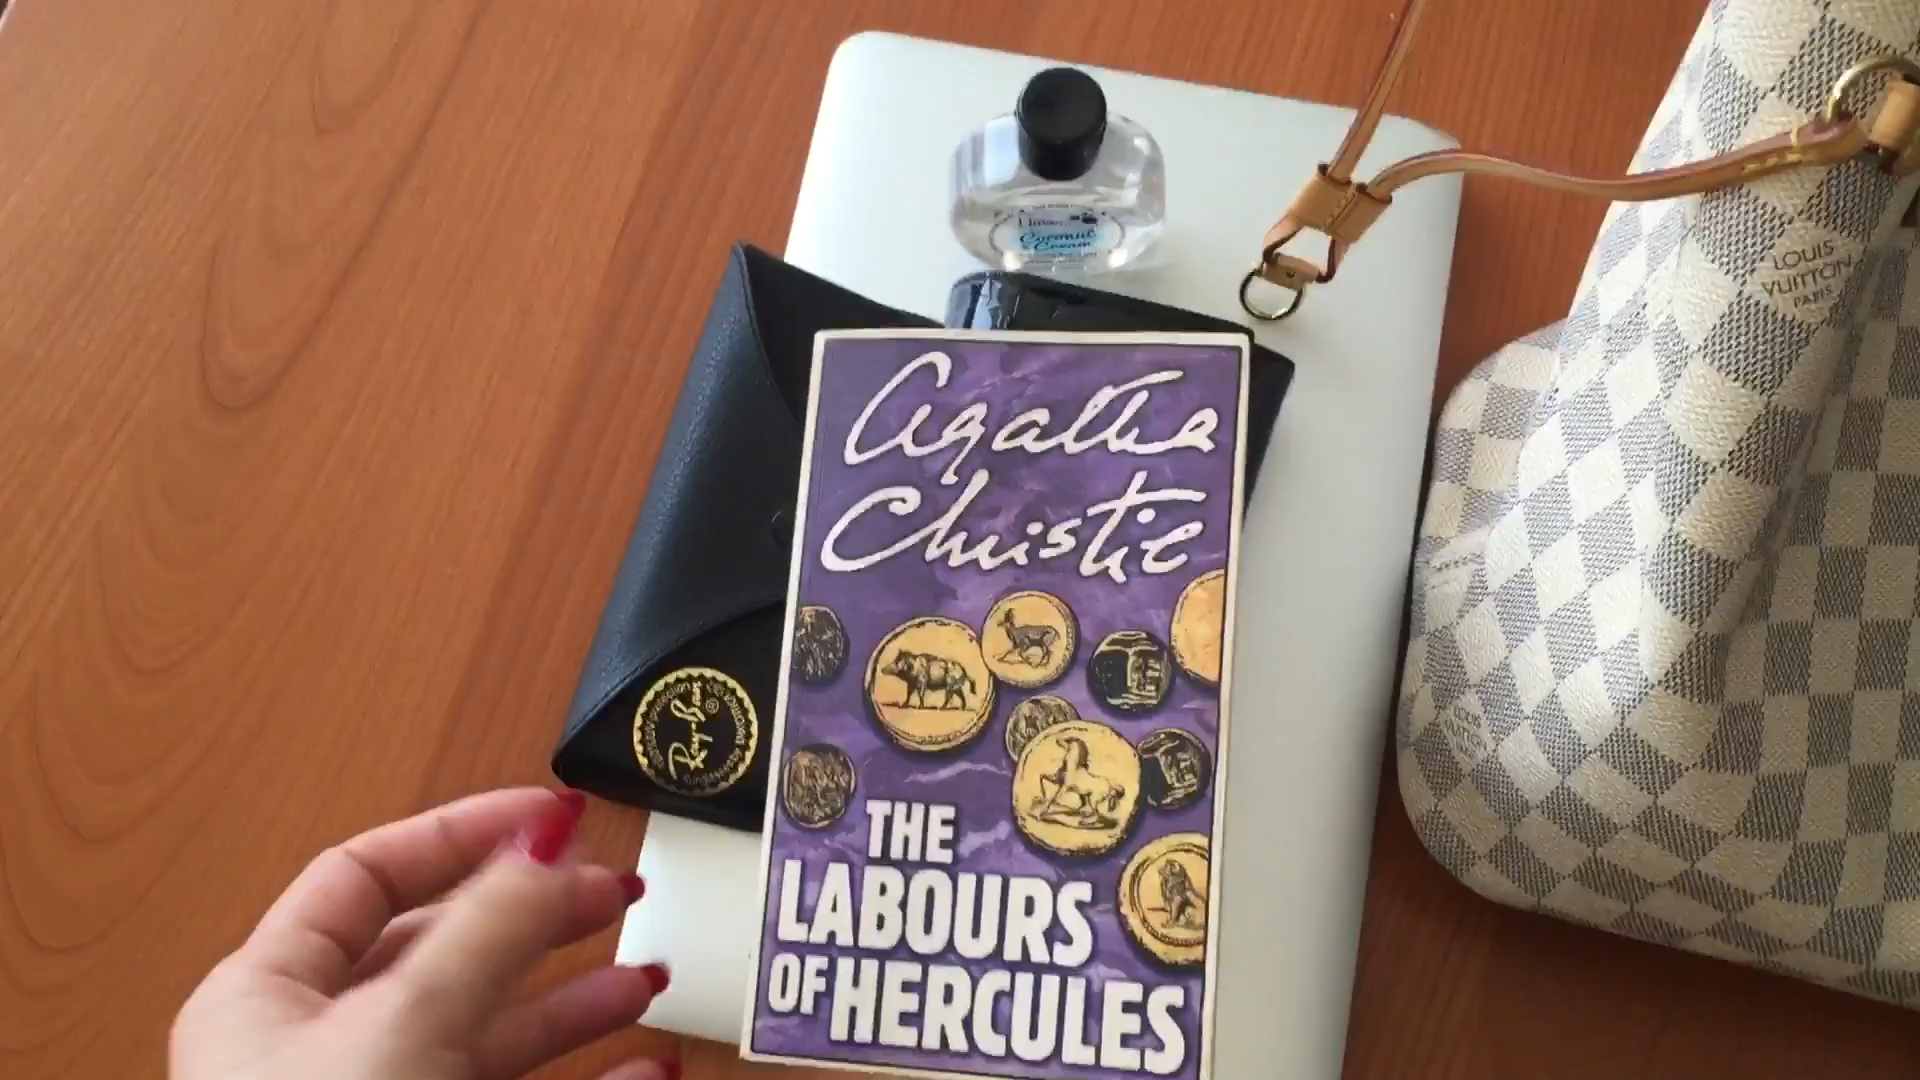 Coconut
Cream
LOUIS
VUITTON
PARIS
Agatha
Christie
Ray-Ban
THE
LABOURS
OF HERCULES
LOUIS
VUITTON
PARIS